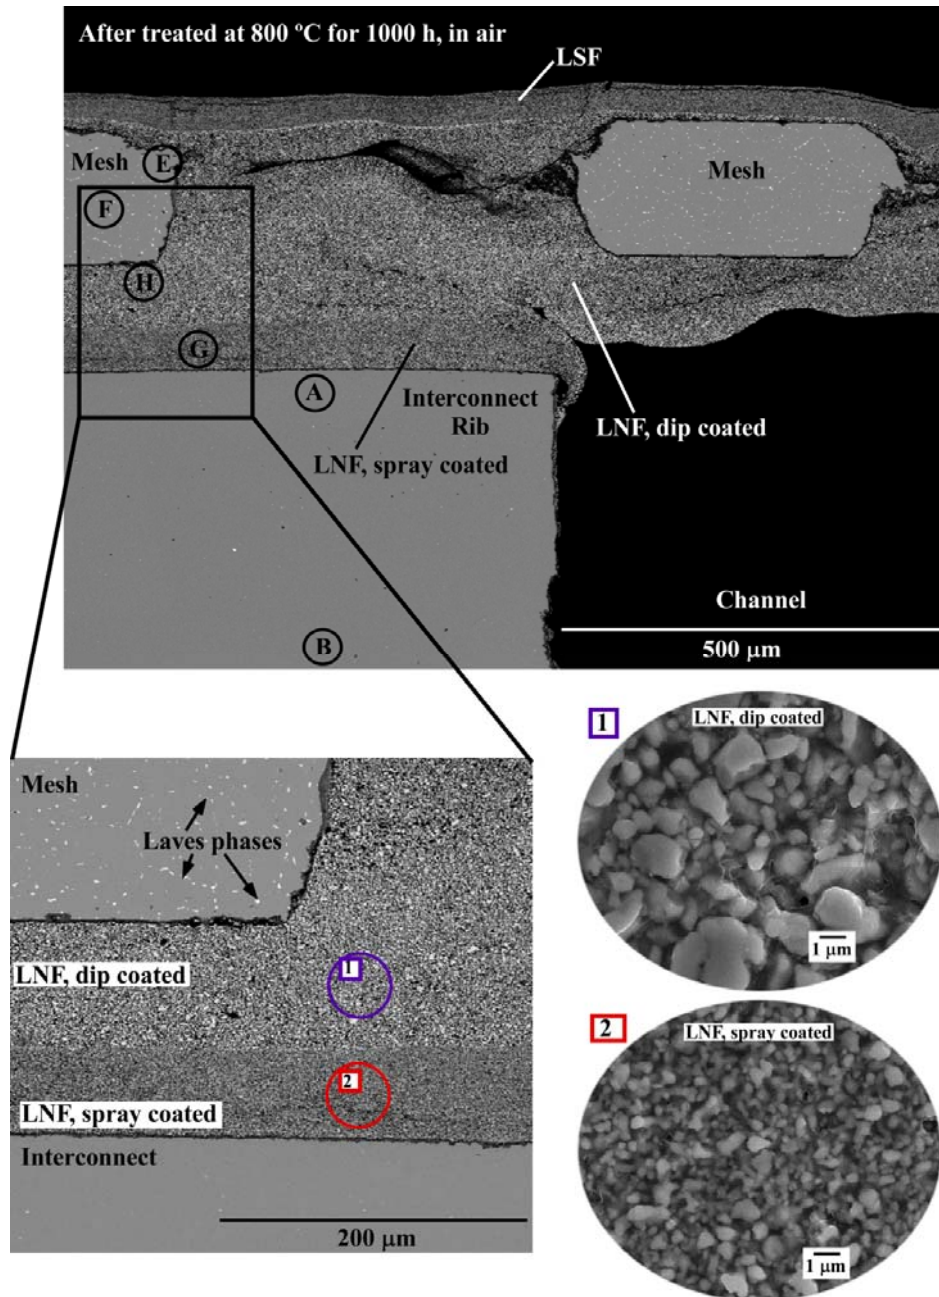 After treated at 800 ºC for 1000 h, in air
LSF
Mesh
E
Mesh
F
H
G
A
Interconnect
Rib
LNF, dip coated
LNF, spray coated
Channel
B
500 μm
1
LNF, dip coated
1 μm
Mesh
Laves phases
LNF, dip coated
1
2
LNF, spray coated
Interconnect
200 μm
2
LNF, spray coated
1 μm